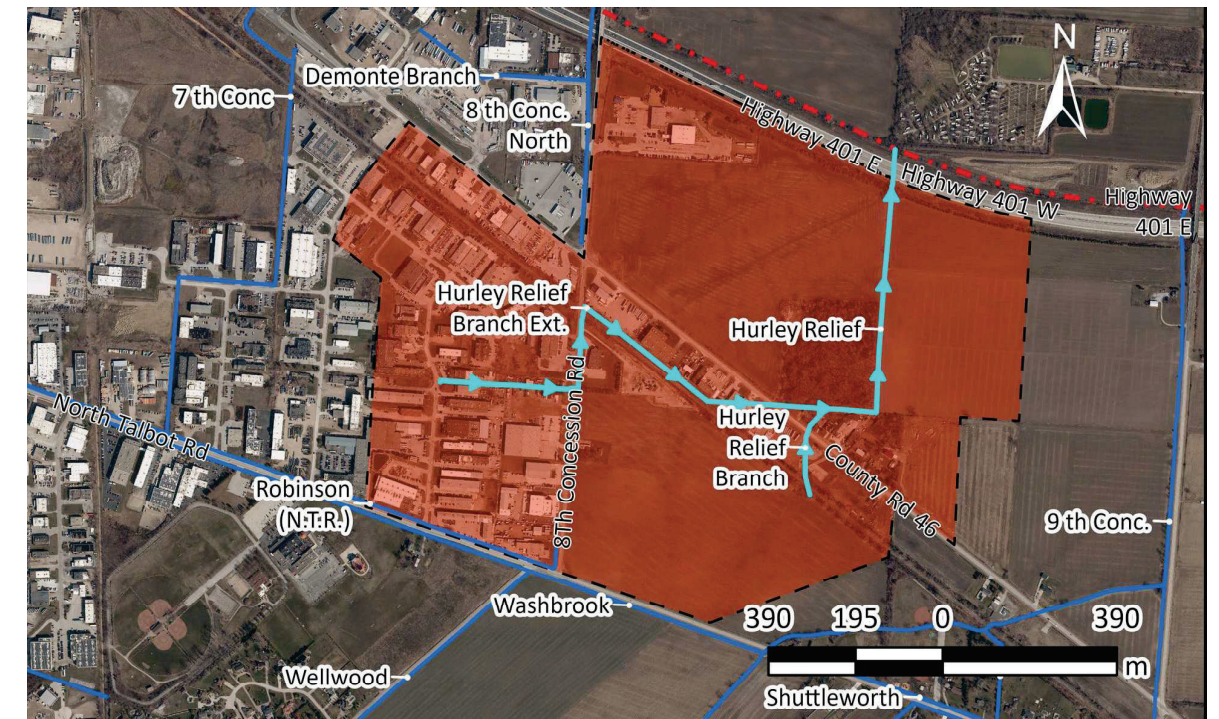 N
Demonte Branch
7 th Conc
8 th Conc.
North
Highway 401 E
Highway 401 W
Highway
401 E
Hurley Relief
Branch Ext.
Hurley Relief
8Th Concession Rd
North Talbot Rd
Hurley
Relief
Branch
County Rd 46
Robinson
(N.T.R.)
9 th Conc.
Washbrook
390 195 0 390
m
Wellwood
Shuttleworth